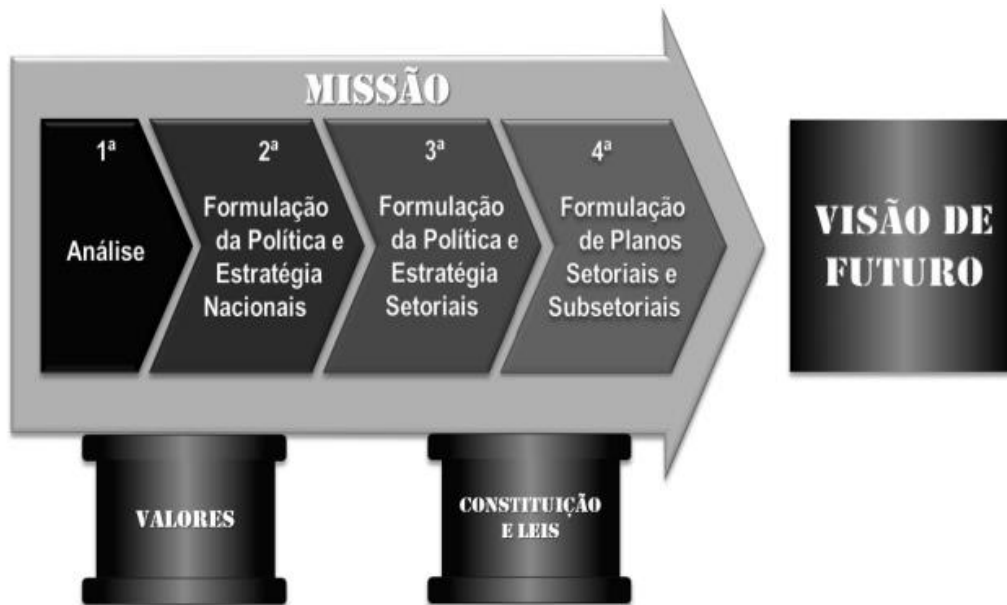 MISSÃO
1ª
Análise
2ª
Formulação
da Política e
Estratégia
Nacionais
3ª
Formulação
da Política e
Estratégia
Setoriais
4ª
Formulação
de Planos
Setoriais e
Subsetoriais
VISÃO DE
FUTURO
VALORES
CONSTITUIÇÃO
E LEIS